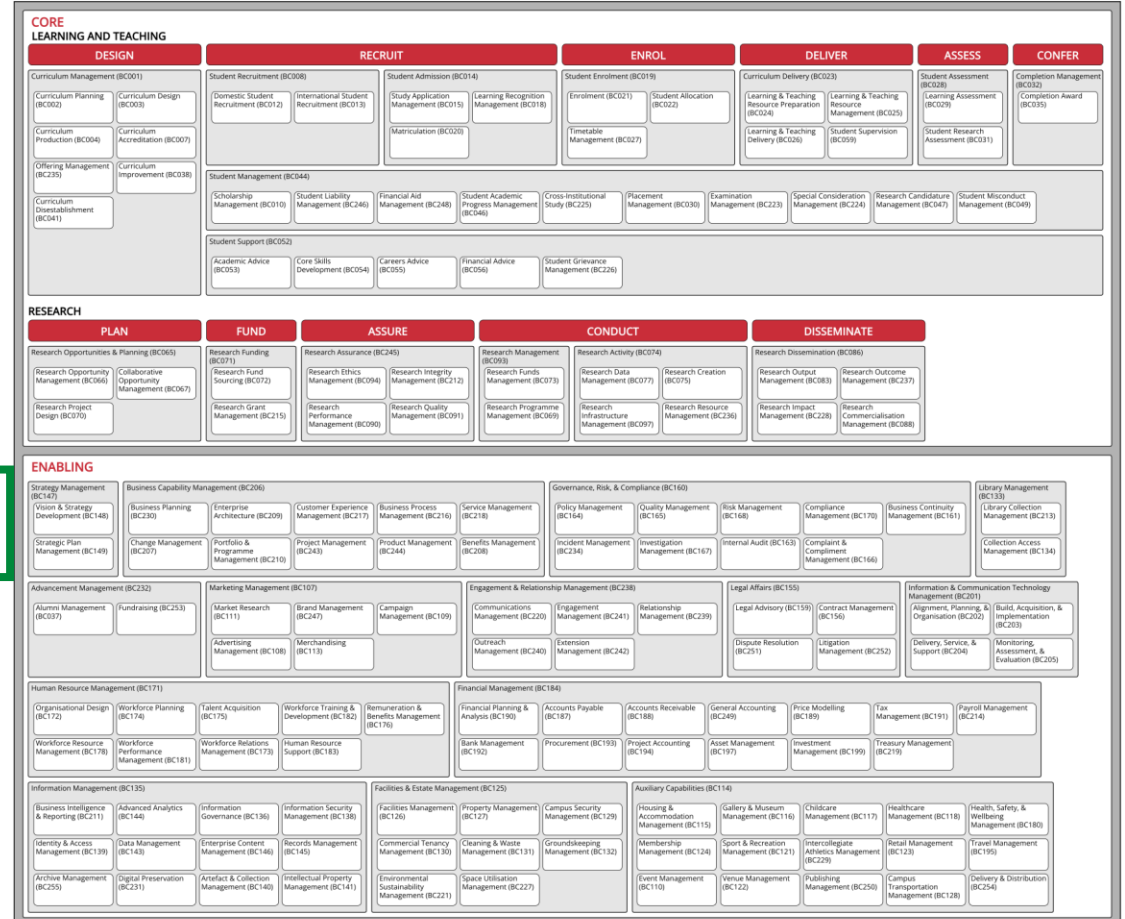 CORE
LEARNING AND TEACHING
DESIGN
RECRUIT
ENROL
DELIVER
ASSESS
CONFER
Curriculum Management (BC001)
Curriculum Planning
(BC002)
Curriculum Design
(BC003)
Curriculum
Production (BC004)
Curriculum
Accreditation (BC007)
Offering Management
(BC235)
Curriculum
Improvement (BC038)
Curriculum
Disestablishment
(BC041)
Student Recruitment (BC008)
Domestic Student
Recruitment (BC012)
International Student
Recruitment (BC013)
Student Admission (BC014)
Study Application
Management (BC015)
Learning Recognition
Management (BC018)
Matriculation (BC020)
Student Enrolment (BC019)
Enrolment (BC021)
Student Allocation
(BC022)
Timetable
Management (BC027)
Curriculum Delivery (BC023)
Learning & Teaching
Resource Preparation
(BC024)
Learning & Teaching
Resource
Management (BC025)
Learning & Teaching
Delivery (BC026)
Student Supervision
(BC059)
Student Assessment
(BC028)
Learning Assessment
(BC029)
Student Research
Assessment (BC031)
Completion Management
(BC032)
Completion Award
(BC035)
Student Management (BC044)
Scholarship
Management (BC010)
Student Liability
Management (BC246)
Financial Aid
Management (BC248)
Student Academic
Progress Management
(BC046)
Cross-Institutional
Study (BC225)
Placement
Management (BC030)
Examination
Management (BC223)
Special Consideration
Management (BC224)
Research Candidature
Management (BC047)
Student Misconduct
Management (BC049)
Student Support (BC052)
Academic Advice
(BC053)
Core Skills
Development (BC054)
Careers Advice
(BC055)
Financial Advice
(BC056)
Student Grievance
Management (BC226)
RESEARCH
PLAN
FUND
ASSURE
CONDUCT
DISSEMINATE
Research Opportunities & Planning (BC065)
Research Opportunity
Management (BC066)
Collaborative
Opportunity
Management (BC067)
Research Project
Design (BC070)
Research Funding
(BC071)
Research Fund
Sourcing (BC072)
Research Grant
Management (BC215)
Research Assurance (BC245)
Research Ethics
Management (BC094)
Research Integrity
Management (BC212)
Research
Performance
Management (BC090)
Research Quality
Management (BC091)
Research Management
(BC093)
Research Funds
Management (BC073)
Research Programme
Management (BC069)
Research Activity (BC074)
Research Data
Management (BC077)
Research Creation
(BC075)
Research
Infrastructure
Management (BC097)
Research Resource
Management (BC236)
Research Dissemination (BC086)
Research Output
Management (BC083)
Research Outcome
Management (BC237)
Research Impact
Management (BC228)
Research
Commercialisation
Management (BC088)
ENABLING
Strategy Management
(BC147)
Vision & Strategy
Development (BC148)
Strategic Plan
Management (BC149)
Business Capability Management (BC206)
Business Planning
(BC230)
Enterprise
Architecture (BC209)
Customer Experience
Management (BC217)
Business Process
Management (BC216)
Service Management
(BC218)
Change Management
(BC207)
Portfolio &
Programme
Management (BC210)
Project Management
(BC243)
Product Management
(BC244)
Benefits Management
(BC208)
Governance, Risk, & Compliance (BC160)
Policy Management
(BC164)
Quality Management
(BC165)
Risk Management
(BC168)
Compliance
Management (BC170)
Business Continuity
Management (BC161)
Incident Management
(BC234)
Investigation
Management (BC167)
Internal Audit (BC163)
Complaint &
Compliment
Management (BC166)
Library Management
(BC133)
Library Collection
Management (BC213)
Collection Access
Management (BC134)
Advancement Management (BC232)
Alumni Management
(BC037)
Fundraising (BC253)
Marketing Management (BC107)
Market Research
(BC111)
Brand Management
(BC247)
Campaign
Management (BC109)
Advertising
Management (BC108)
Merchandising
(BC113)
Engagement & Relationship Management (BC238)
Communications
Management (BC220)
Engagement
Management (BC241)
Relationship
Management (BC239)
Outreach
Management (BC240)
Extension
Management (BC242)
Legal Affairs (BC155)
Legal Advisory (BC159)
Contract Management
(BC156)
Dispute Resolution
(BC251)
Litigation
Management (BC252)
Information & Communication Technology
Management (BC201)
Alignment, Planning, &
Organisation (BC202)
Build, Acquisition, &
Implementation
(BC203)
Delivery, Service, &
Support (BC204)
Monitoring,
Assessment, &
Evaluation (BC205)
Human Resource Management (BC171)
Organisational Design
(BC172)
Workforce Planning
(BC174)
Talent Acquisition
(BC175)
Workforce Training &
Development (BC182)
Remuneration &
Benefits Management
(BC176)
Workforce Resource
Management (BC178)
Workforce
Performance
Management (BC181)
Workforce Relations
Management (BC173)
Human Resource
Support (BC183)
Financial Management (BC184)
Financial Planning &
Analysis (BC190)
Accounts Payable
(BC187)
Accounts Receivable
(BC188)
General Accounting
(BC249)
Price Modelling
(BC189)
Tax
Management (BC191)
Payroll Management
(BC214)
Bank Management
(BC192)
Procurement (BC193)
Project Accounting
(BC194)
Asset Management
(BC197)
Investment
Management (BC199)
Treasury Management
(BC219)
Information Management (BC135)
Business Intelligence
& Reporting (BC211)
Advanced Analytics
(BC144)
Information
Governance (BC136)
Information Security
Management (BC138)
Identity & Access
Management (BC139)
Data Management
(BC143)
Enterprise Content
Management (BC146)
Records Management
(BC145)
Archive Management
(BC255)
Digital Preservation
(BC231)
Artefact & Collection
Management (BC140)
Intellectual Property
Management (BC141)
Facilities & Estate Management (BC125)
Facilities Management
(BC126)
Property Management
(BC127)
Campus Security
Management (BC129)
Commercial Tenancy
Management (BC130)
Cleaning & Waste
Management (BC131)
Groundskeeping
Management (BC132)
Environmental
Sustainability
Management (BC221)
Space Utilisation
Management (BC227)
Auxiliary Capabilities (BC114)
Housing &
Accommodation
Management (BC115)
Gallery & Museum
Management (BC116)
Childcare
Management (BC117)
Healthcare
Management (BC118)
Health, Safety, &
Wellbeing
Management (BC180)
Membership
Management (BC124)
Sport & Recreation
Management (BC121)
Intercollegiate
Athletics Management
(BC229)
Retail Management
(BC123)
Travel Management
(BC195)
Event Management
(BC110)
Venue Management
(BC122)
Publishing
Management (BC250)
Campus
Transportation
Management (BC128)
Delivery & Distribution
(BC254)